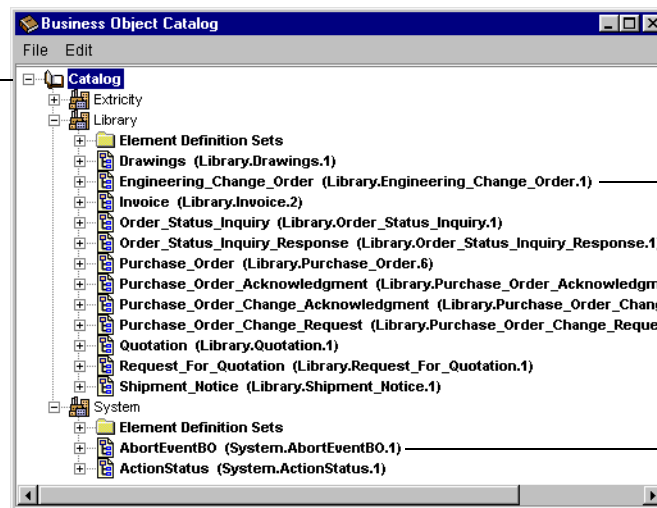 Business Object Catalog
File Edit
Catalog
Extricity
Library
Element Definition Sets
Drawings (Library.Drawings.1)
Engineering_Change_Order (Library.Engineering_Change_Order.1)
Invoice (Library.Invoice.2)
Order_Status_Inquiry (Library.Order_Status_Inquiry.1)
Order_Status_Inquiry_Response (Library.Order_Status_Inquiry_Response.1
Purchase_Order (Library.Purchase_Order.6)
Purchase_Order_Acknowledgment (Library.Purchase_Order_Acknowledgm
Purchase_Order_Change_Acknowledgment (Library.Purchase_Order_Chan
Purchase_Order_Change_Request (Library.Purchase_Order_Change_Reque
Quotation (Library.Quotation.1)
Request_For_Quotation (Library.Request_For_Quotation.1)
Shipment_Notice (Library.Shipment_Notice.1)
System
Element Definition Sets
AbortEventBO (System.AbortEventBO.1)
ActionStatus (System.ActionStatus.1)